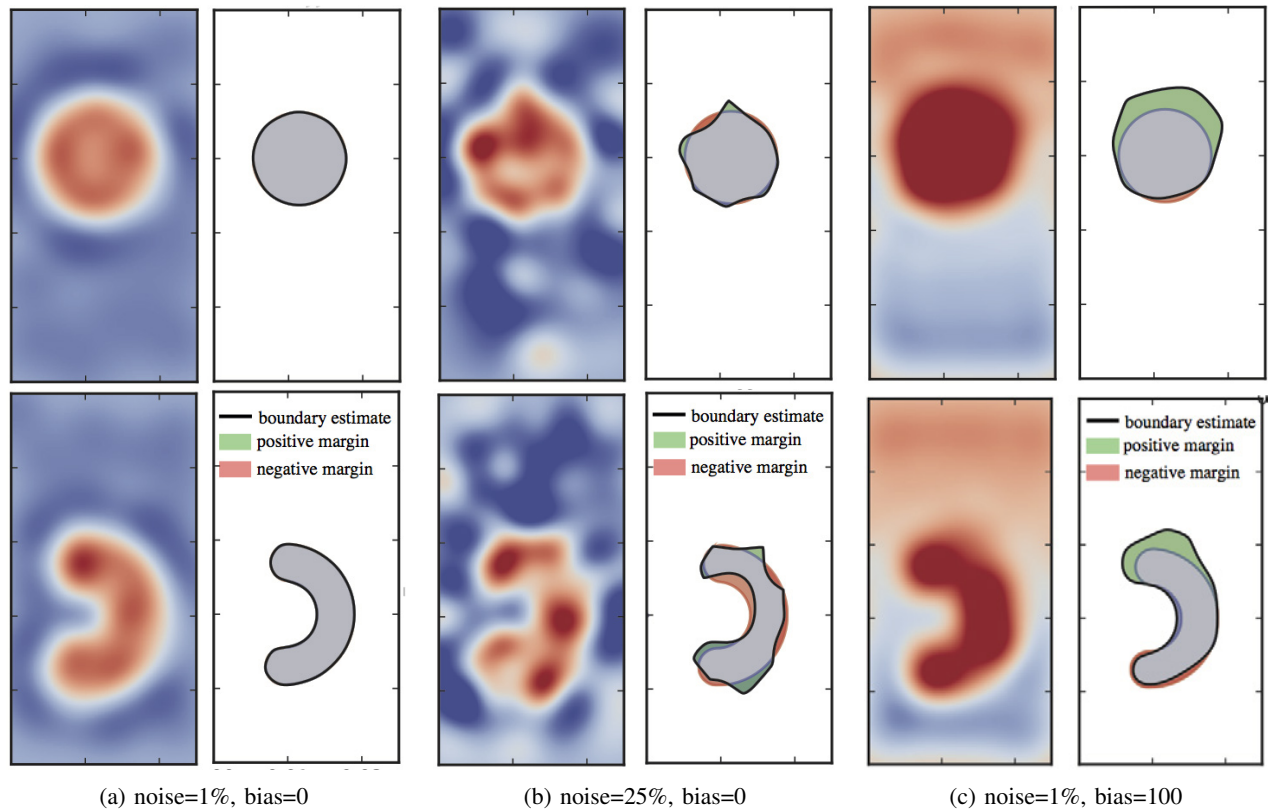 boundary estimate
positive margin
negative margin
boundary estimate
positive margin
negative margin
boundary estimate
positive margin
negative margin
(a) noise=1%, bias=0
(b) noise=25%, bias=0
(c) noise=1%, bias=100